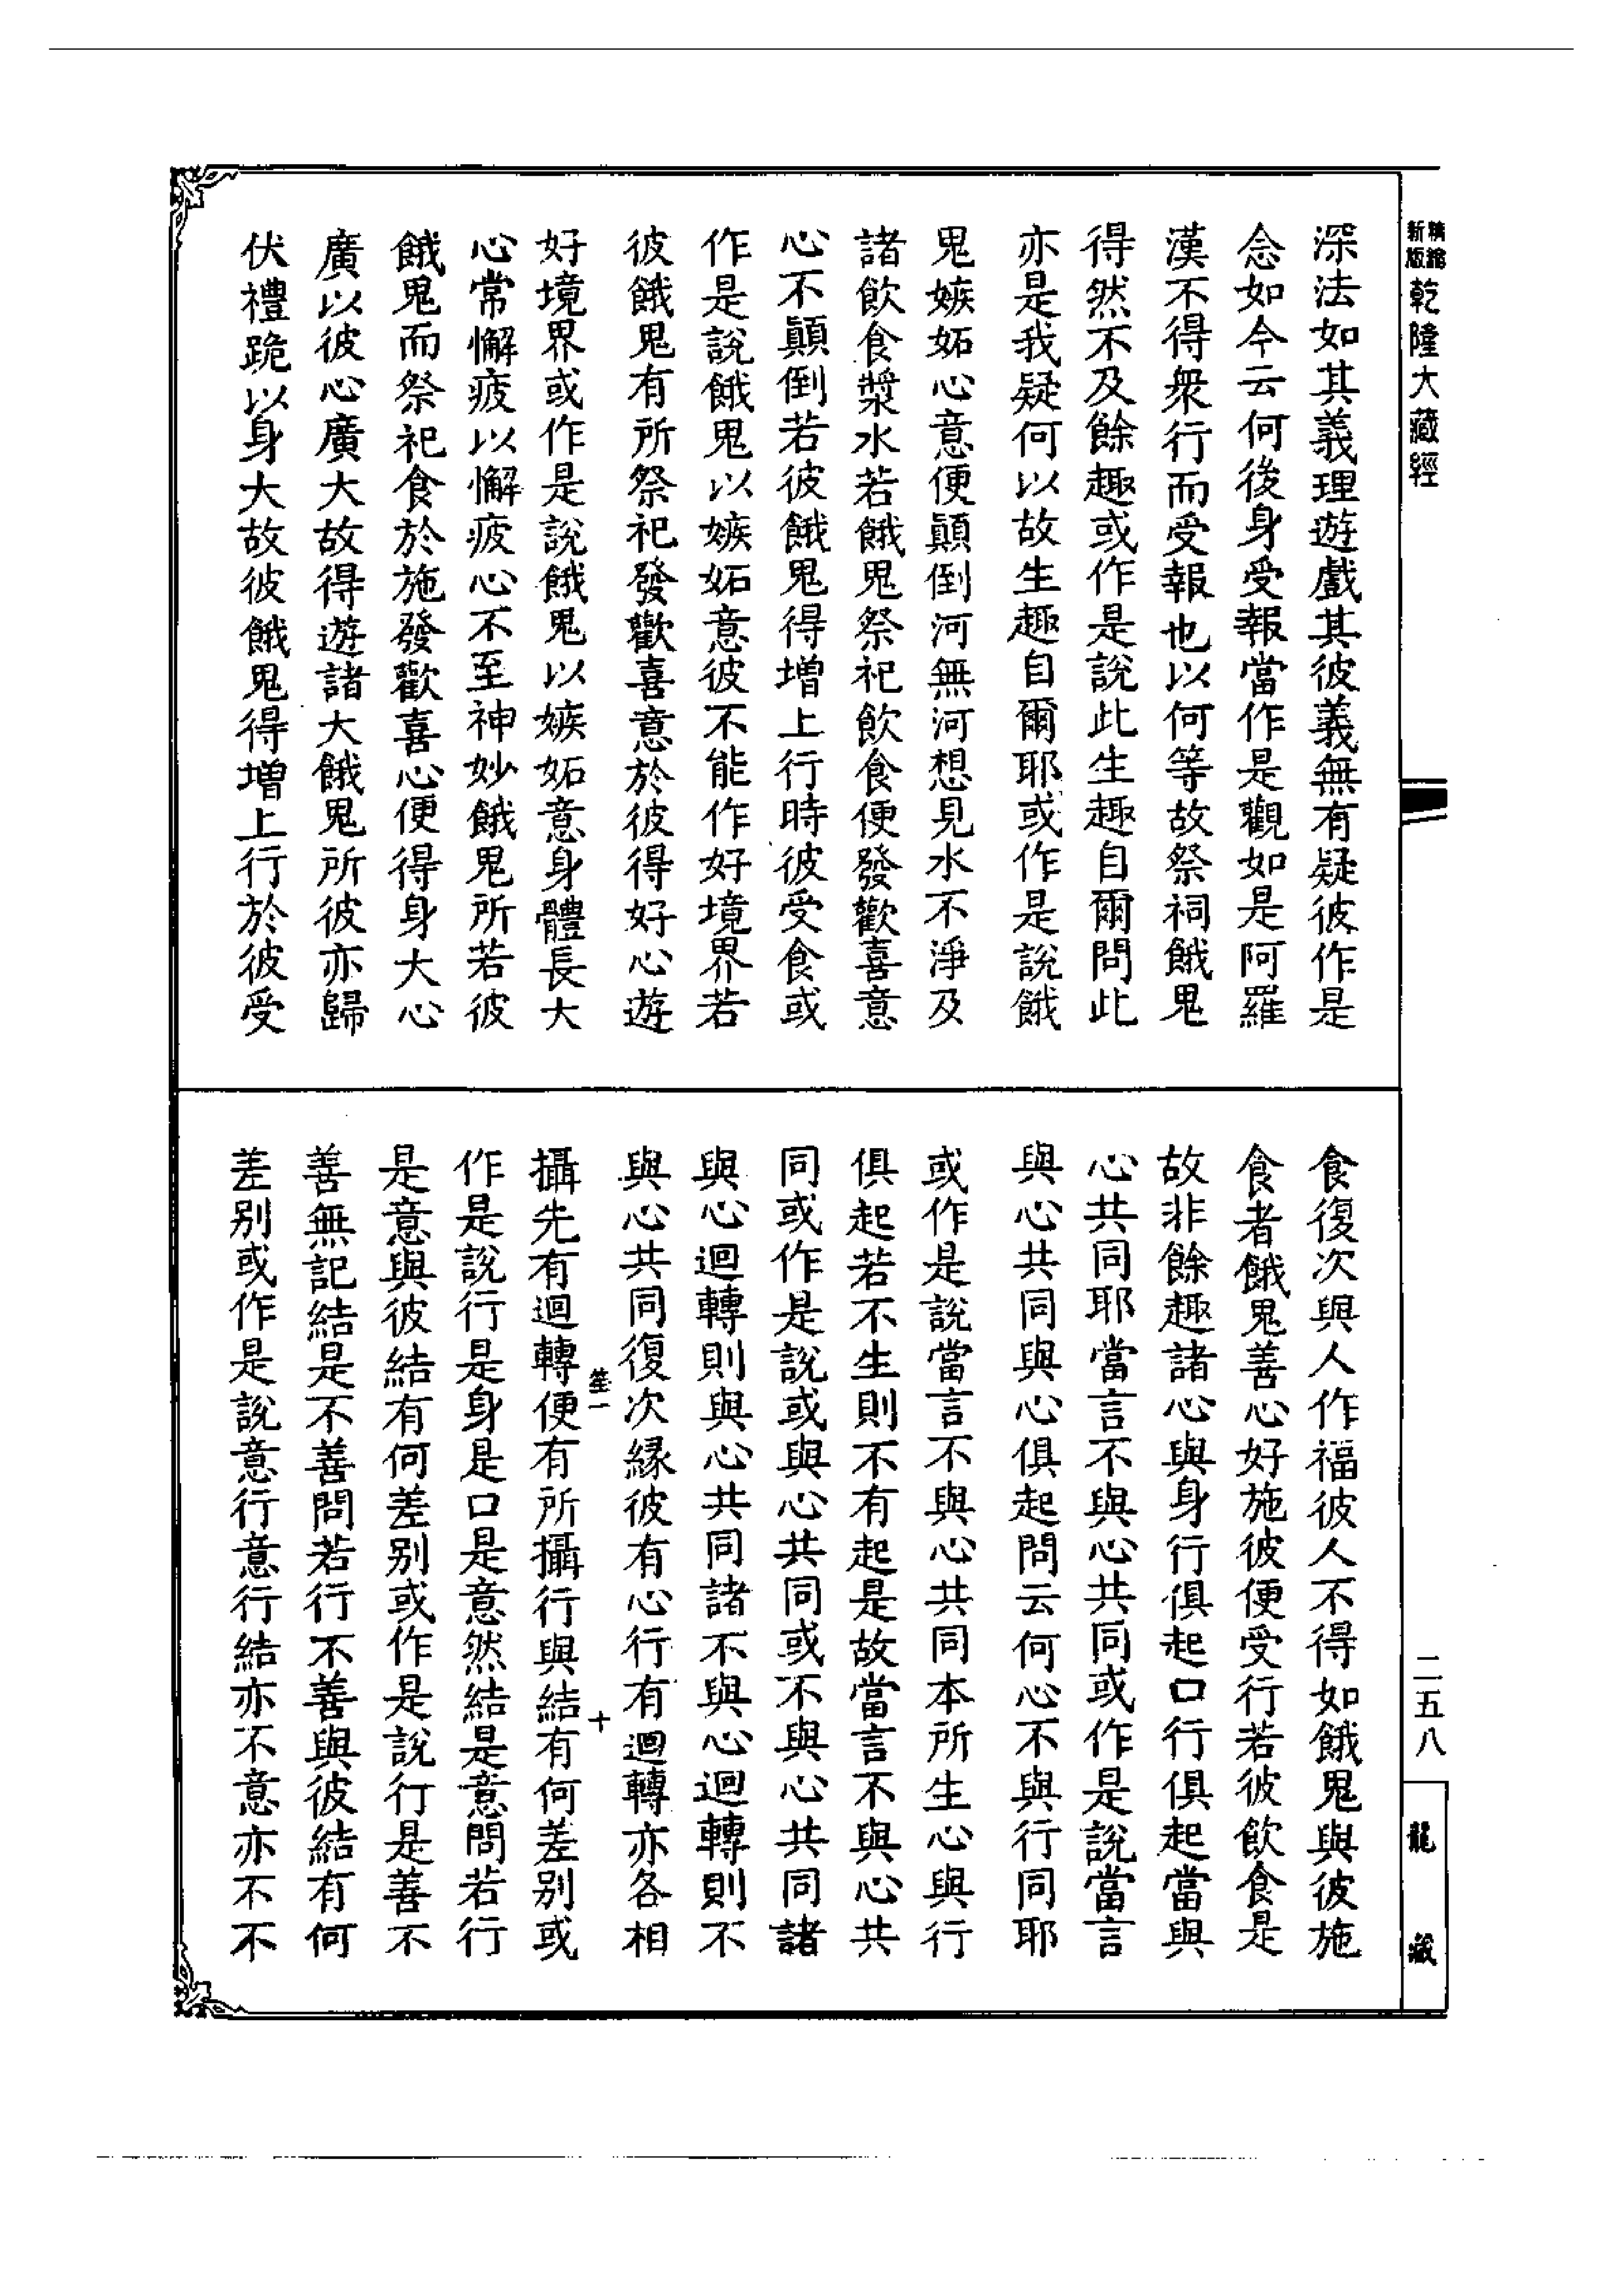 新版
乾隆大藏經
深法如其義理遊戲其彼義無有疑彼作是
念如今云何後身受報當作是觀如是阿羅
漢不得衆行而受報也以何等故祭祠餓鬼
得然不及餘趣或作是說此生趣自爾問此
亦是我疑何以故生趣自爾耶或作是說餓
鬼嫉妬心意便顛倒河無河想見水不淨及
諸飲食漿水若餓鬼祭祀飲食便發歡喜意
心不顛倒若彼餓鬼得增上行時彼受食或
作是說餓鬼以嫉妬意彼不能作好境界若
彼餓鬼有所祭祀發歡喜意於彼得好心遊
好境界或作是說餓鬼以嫉妬意身體長大
心常懈疲以懈疲心不至神妙餓鬼所若彼
餓鬼而祭祀食於施發歡喜心便得身大心
廣以彼心廣大故得遊諸大餓鬼所彼亦歸
伏禮跪以身大故彼餓鬼得增上行於彼受
食復次與人作福彼人不得如餓鬼與彼施
食者餓鬼善心好施彼便受行若彼飲食是
故非餘趣諸心與身行俱起口行俱起當與
心共同耶當言不與心共同或作是說當言
與心共同與心俱起問云何心不與行同耶
或作是說當言不與心共同本所生心與行
俱起若不生則不有起是故當言不與心共
同或作是說或與心共同或不與心共同諸
與心迴轉則與心共同諸不與心迴轉則不
與心共同復次緣彼有心行有迴轉亦各相
攝先有迴轉便有所攝行與結有何差別或
作是說行是身是口是意然結是意問若行
是意與彼結有何差別或作是說行是善不
善無記結是不善問若行不善與彼結有何
差別或作是說意行意行結亦不意亦不不
十
二五八
龍藏